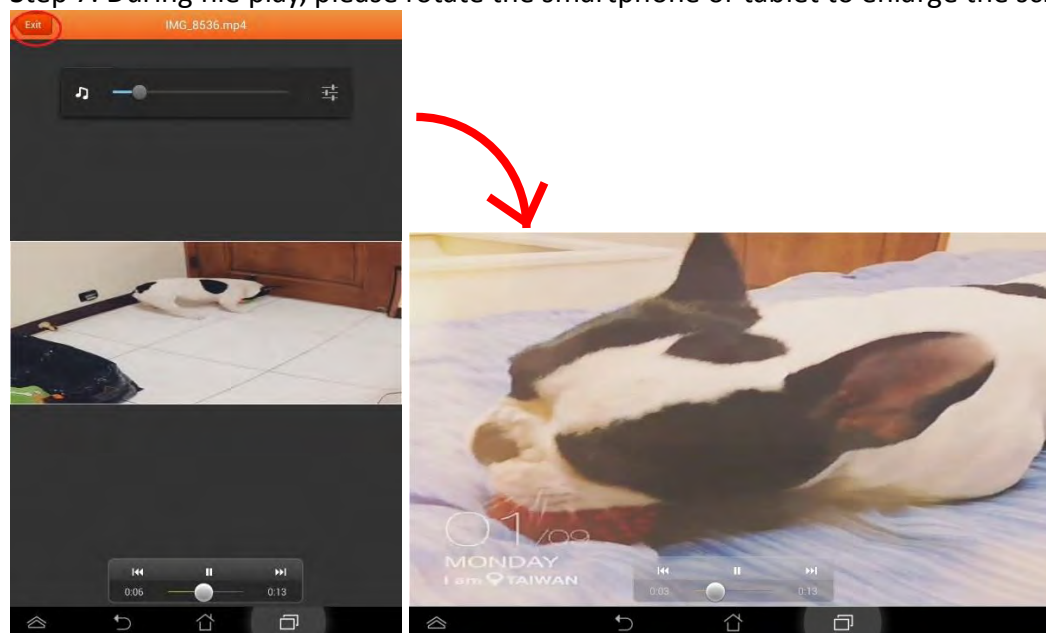 Step 7: During file play, please rotate the smartphone or tablet to enlarge the
Exit
IMG_8536.mp4
0:06
0:13
01/09
MONDAY
I am TAIWAN
0:03
0:13